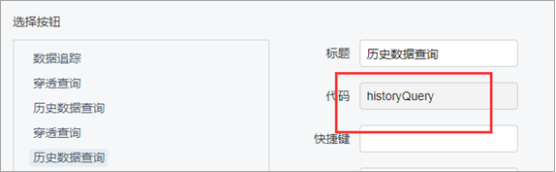 选择按钮
数据追踪
穿透查询
历史数据查询
穿透查询
历史数据查询
标题 历史数据查询
代码 historyQuery
快捷键